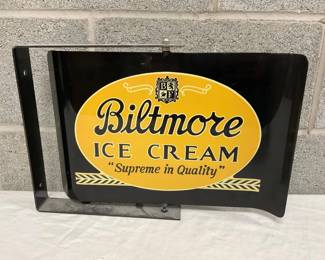 Biltmore
ICE CREAM
"Supreme in Quality"